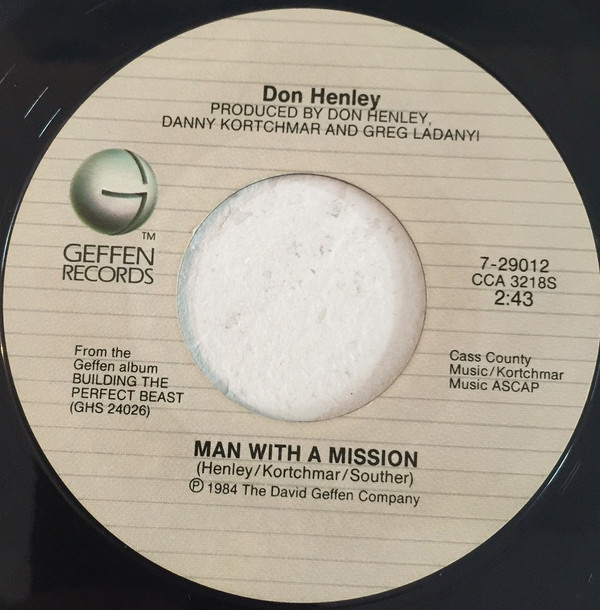 Don Henley
PRODUCED BY DON HENLEY,
DANNY KORTCHMAR AND GREG LADANYI
G
TM
GEFFEN
RECORDS
7-29012
CCA 3218S
2:43
From the
Geffen album
BUILDING THE
PERFECT BEAST
(GHS 24026)
Cass County
Music/Kortchmar
Music ASCAP
MAN WITH A MISSION
(Henley/Kortchmar/Souther)
℗ 1984 The David Geffen Company